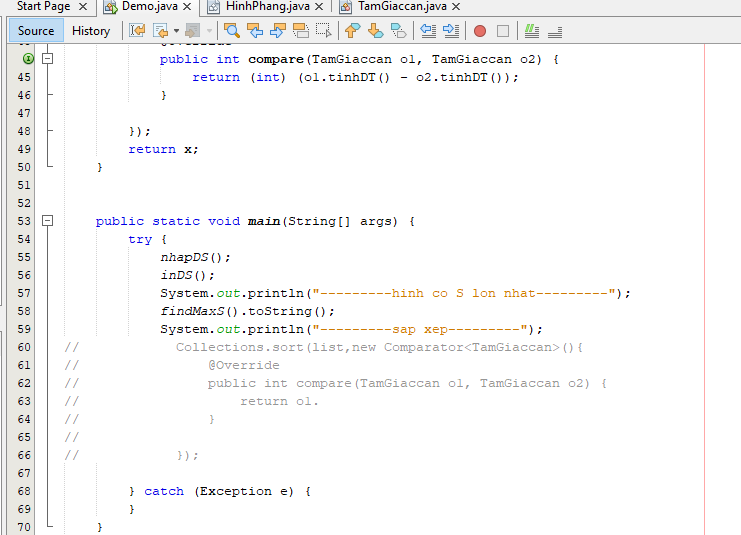 Start Page Demo.java HinhPhang.java TamGiaccan.java
Source History
public int compare(TamGiaccan o1, TamGiaccan o2) {
45 return (int) (o1.tinhDT() - o2.tinhDT());
46 }
47
48 });
49 return x;
50 }
51
52
53 public static void main(String[] args) {
54 try {
55 nhapDS();
56 inDS();
57 System.out.println("---------hinh co S lon nhat---------");
58 findMaxS().toString();
59 System.out.println("---------sap xep---------");
60 // Collections.sort(list,new Comparator<TamGiaccan>(){
61 // @Override
62 // public int compare(TamGiaccan o1, TamGiaccan o2) {
63 // return o1.
64 // }
65 //
66 // });
67
68 } catch (Exception e) {
69 }
70 }